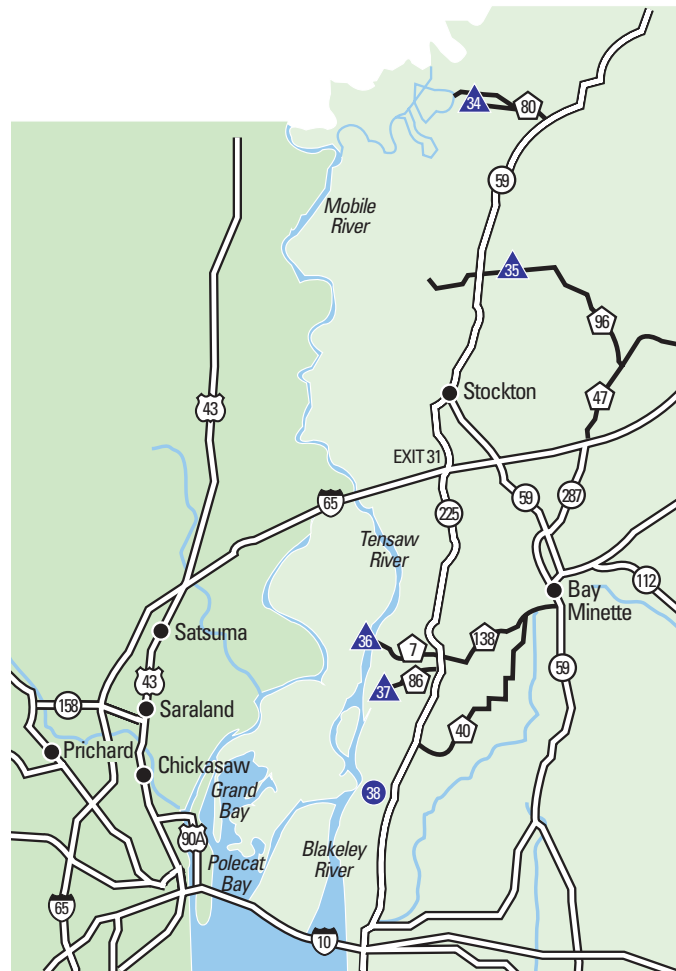 34
80
59
Mobile
River
35
96
47
Stockton
43
EXIT 31
65
59
287
225
Tensaw
River
112
Bay
Minette
36
7
138
Satsuma
86
37
59
43
158
Saraland
40
Prichard
Chickasaw
Grand
Bay
38
90A
Polecat
Bay
Blakeley
River
65
10